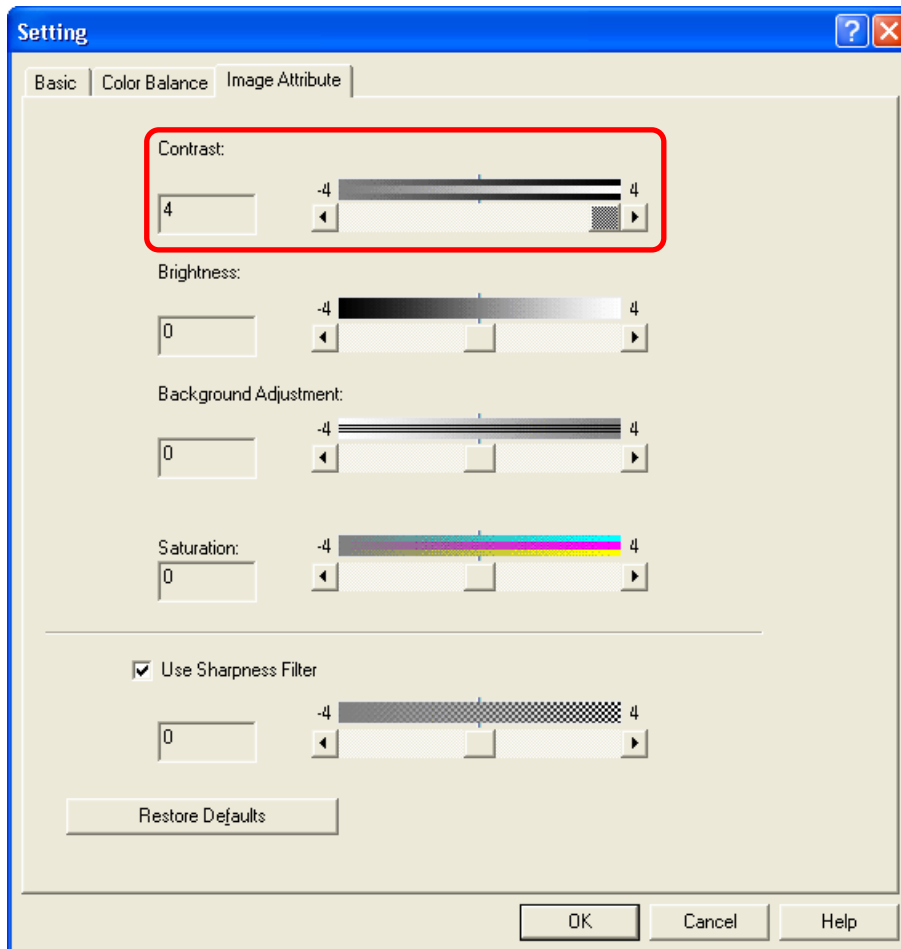 Setting
Basic Color Balance Image Attribute
Contrast:
-4 4
4
Brightness:
-4 4
0
Background Adjustment:
-4 4
0
Saturation:
-4 4
0
Use Sharpness Filter
-4 4
0
Restore Defaults
OK Cancel Help